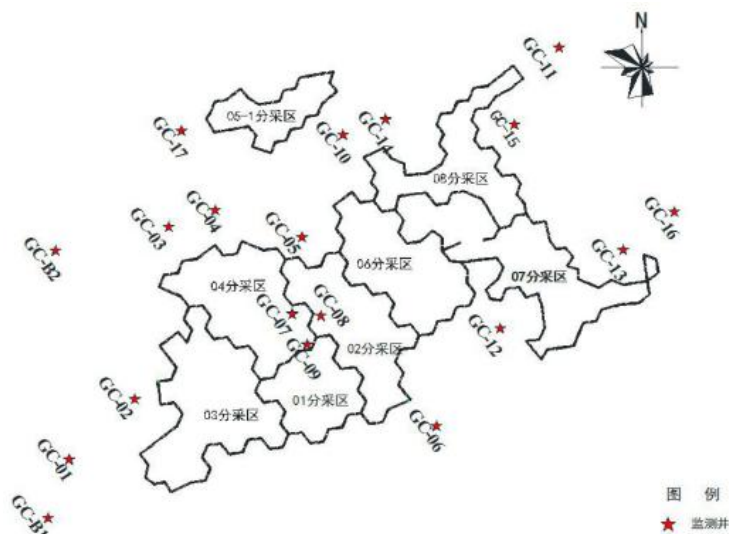 N
GC-11
05-1分采区
GC-17
GC-10
GC-14
GC-15
08分采区
GC-04
GC-03
GC-05
GC-16
GC-B2
06分采区
GC-13
07分采区
04分采区
GC-07
GC-08
GC-12
GC-09
02分采区
GC-02
01分采区
03分采区
GC-06
GC-01
图 例
GC-B1
监测井